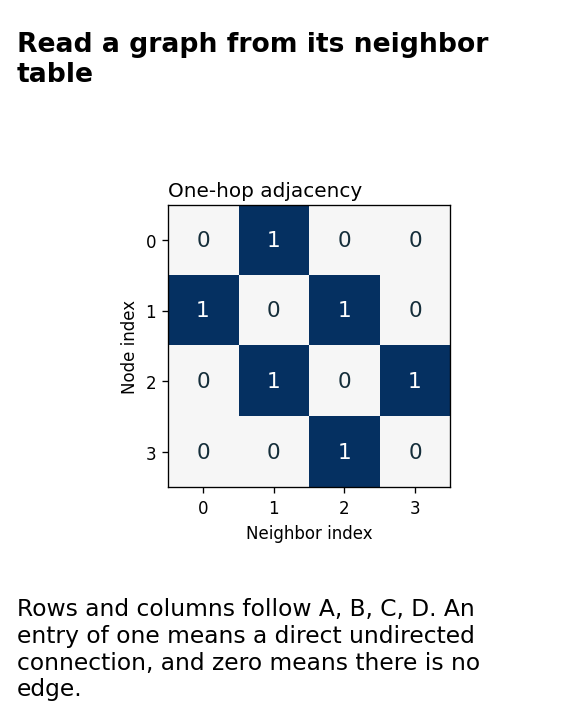 Read a graph from its neighbor
table
One-hop adjacency
0 0 1 0 0
1 1 0 1 0
2 0 1 0 1
3 0 0 1 0
Node index
0 1 2 3
Neighbor index
Rows and columns follow A, B, C, D. An
entry of one means a direct undirected
connection, and zero means there is no
edge.